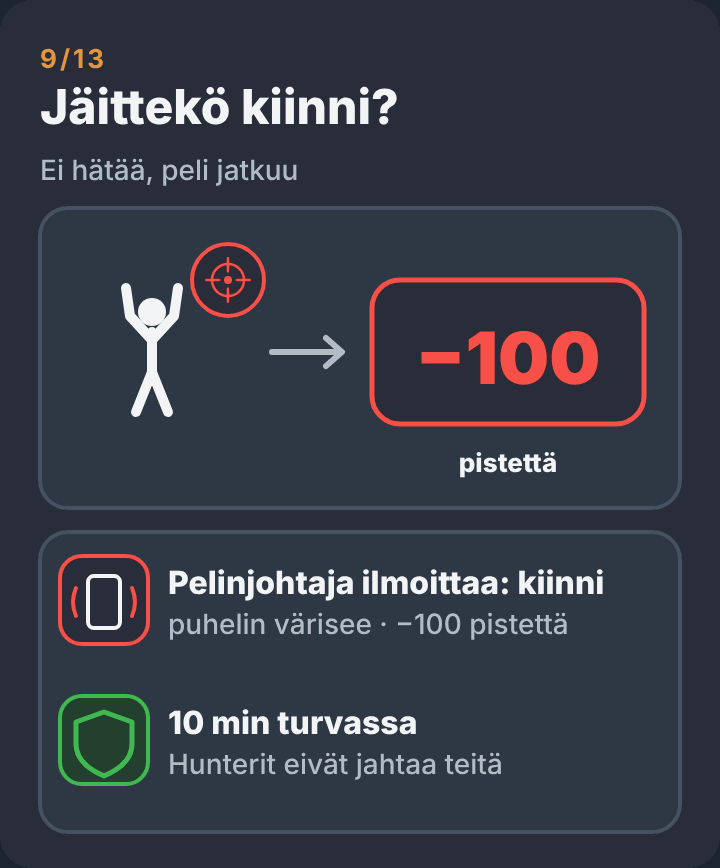 9/13
Jäittekö kiinni?
Ei hätää, peli jatkuu
−100
pistettä
Pelinjohtaja ilmoittaa: kiinni
puhelin värisee · −100 pistettä
10 min turvassa
Hunterit eivät jahtaa teitä